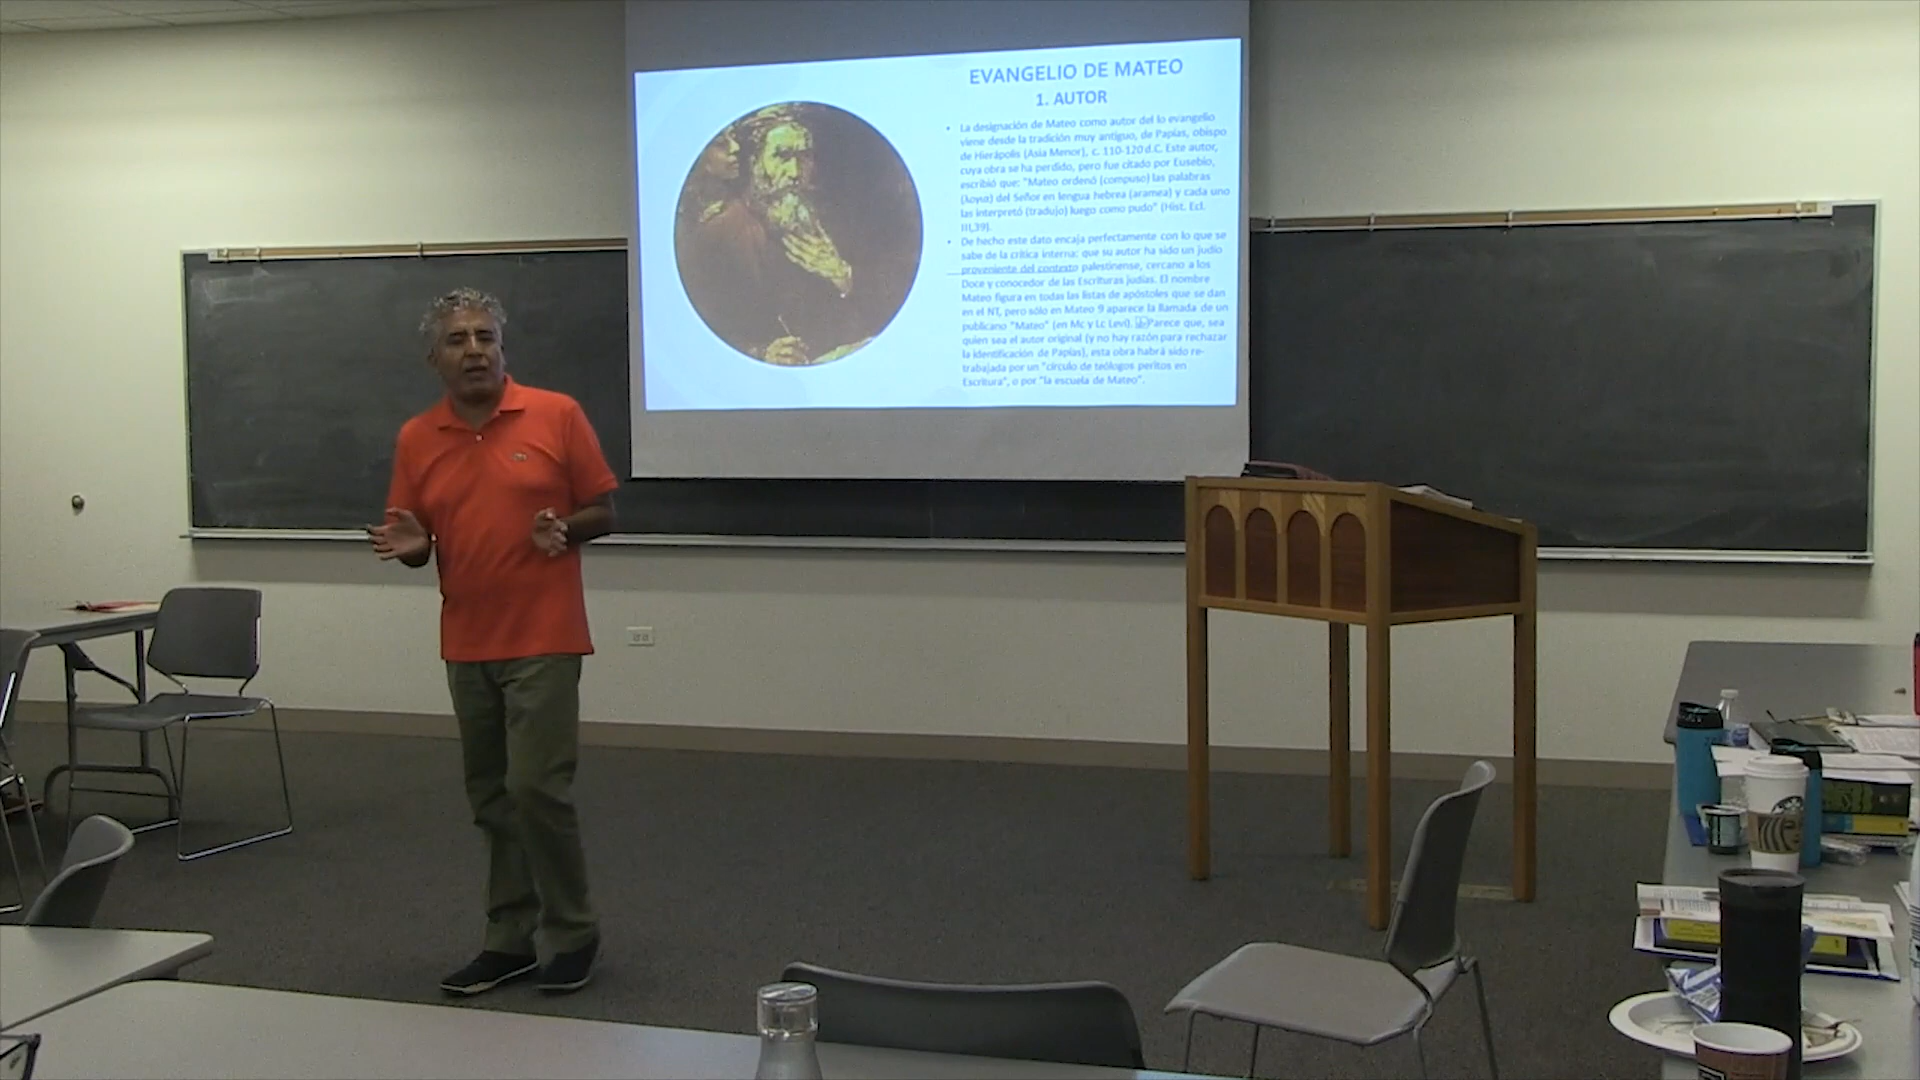 EVANGELIO DE MATEO
1. AUTOR
• La designación de Mateo como autor del lo evangelio
viene desde la tradición muy antiguo, de Papías, obispo
de Hierápolis (Asia Menor), c. 110-120 d.C. Este autor,
cuya obra se ha perdido, pero fue citado por Eusebio,
escribió que: "Mateo ordenó (compuso) las palabras
(λογια) del Señor en lengua hebrea (aramea) y cada uno
las interpretó (tradujo) luego como pudo" (Hist. Ecl.
III,39).
• De hecho este dato encaja perfectamente con lo que se
sabe de la crítica interna: que su autor ha sido un judío
proveniente del contexto palestinense, cercano a los
Doce y conocedor de las Escrituras judías. El nombre
Mateo figura en todas las listas de apóstoles que se dan
en el NT, pero sólo en Mateo 9 aparece la llamada de un
publicano "Mateo" (en Mc y Lc Leví). Parece que, sea
quien sea el autor original (y no hay razón para rechazar
la identificación de Papías), esta obra habrá sido re-
trabajada por un "círculo de teólogos peritos en
Escritura", o por "la escuela de Mateo".